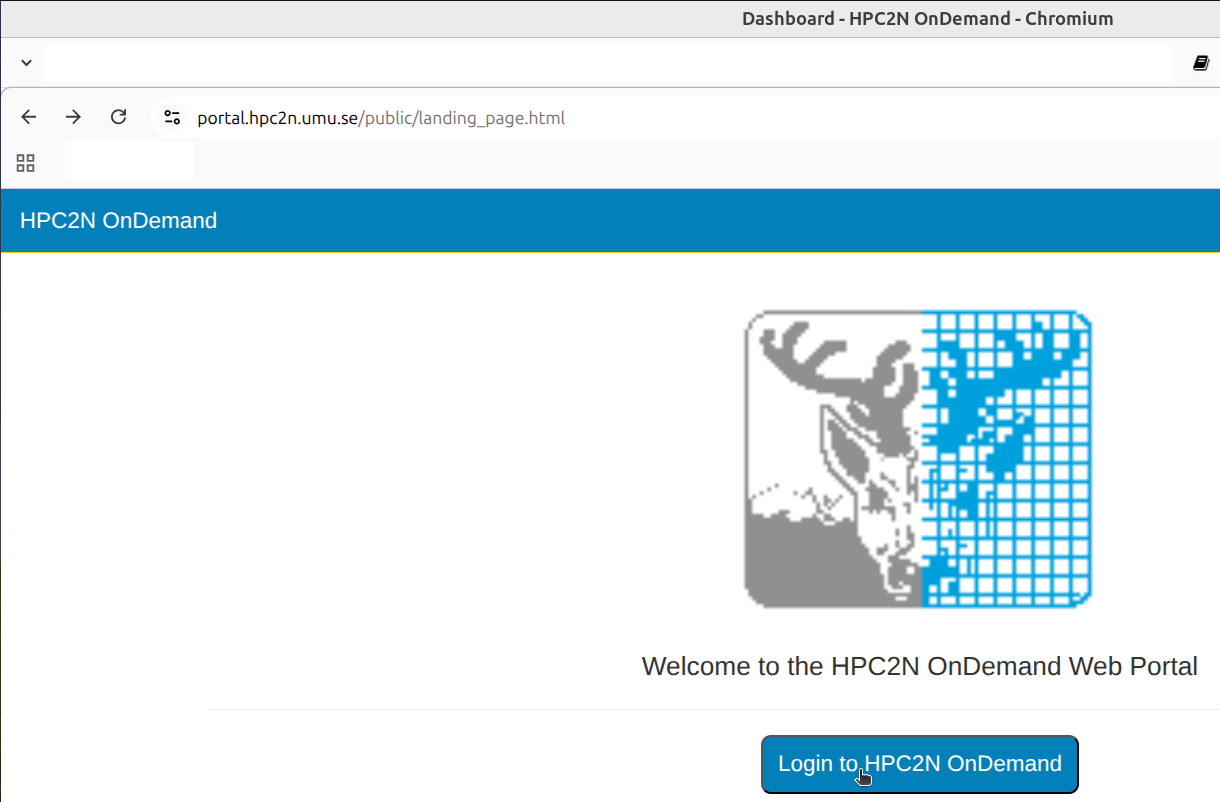 Dashboard - HPC2N OnDemand - Chromium
portal.hpc2n.umu.se/public/landing_page.html
HPC2N OnDemand
Welcome to the HPC2N OnDemand Web Portal
Login to HPC2N OnDemand